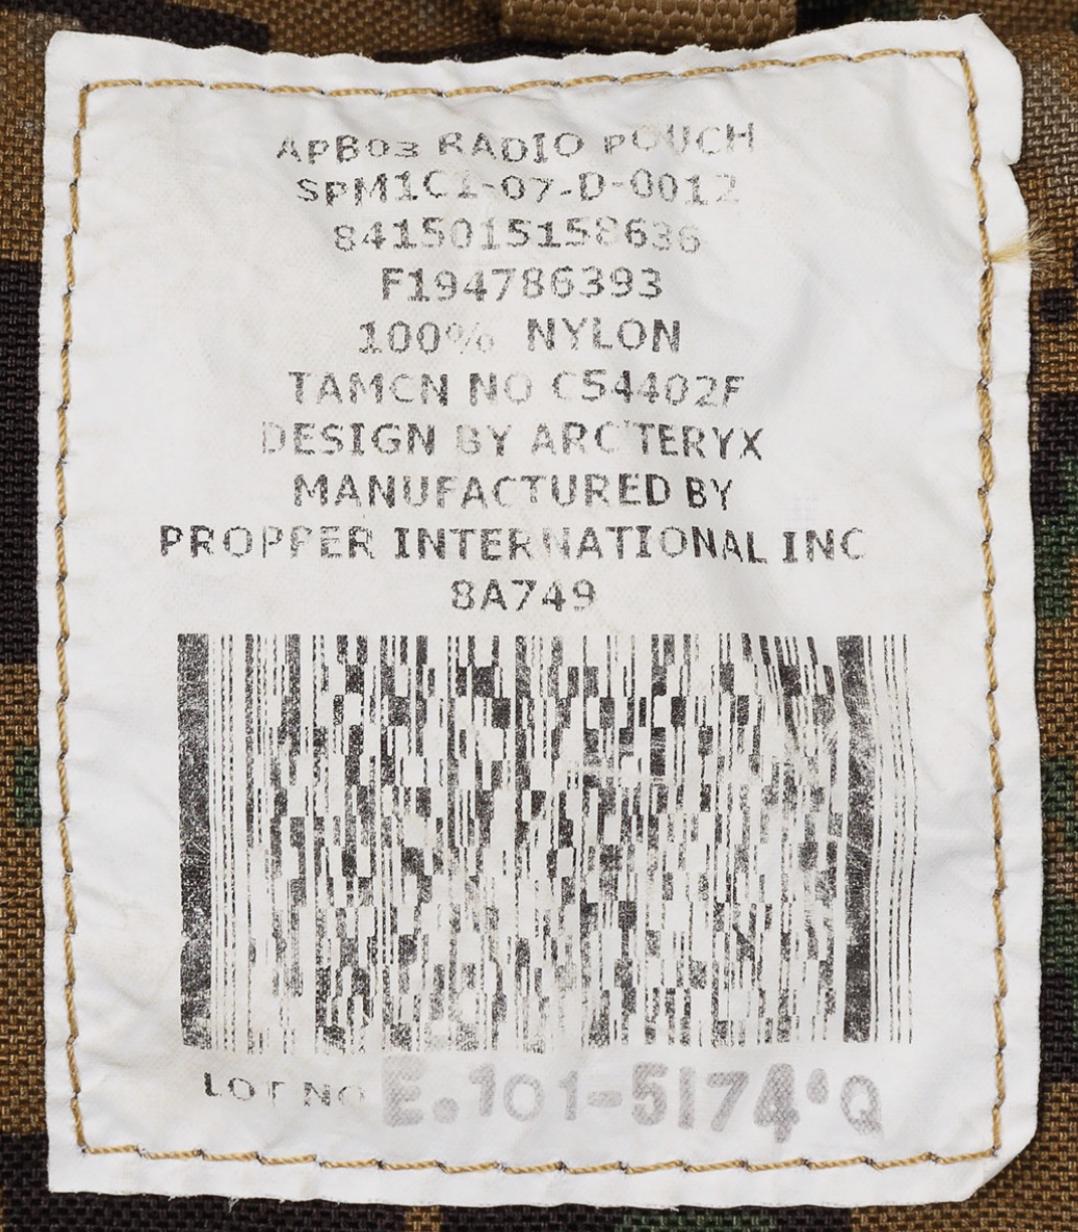 APB03 RADIO POUCH
SPM1C1-07-D-0012
8415015158636
F194786393
100% NYLON
TAMCN NO C54402F
DESIGN BY ARC'TERYX
MANUFACTURED BY
PROPPER INTERNATIONAL INC
8A749
LOT NO E.101-5174'Q